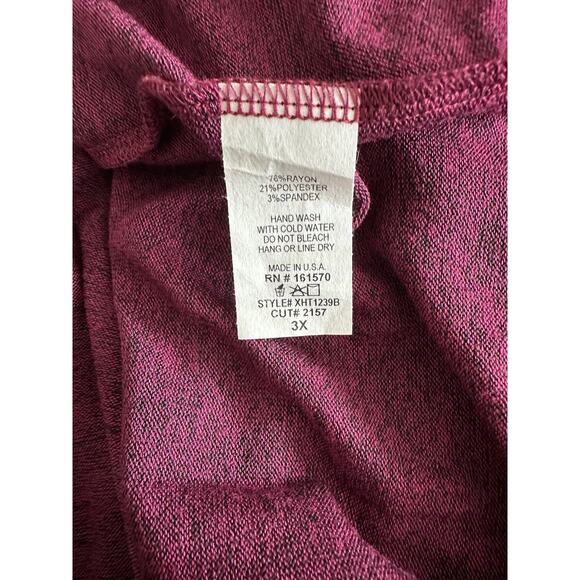 76%RAYON
21%POLYESTER
3%SPANDEX
HAND WASH
WITH COLD WATER
DO NOT BLEACH
HANG OR LINE DRY
MADE IN U.S.A.
RN # 161570
STYLE# XHT1239B
CUT# 2157
3X